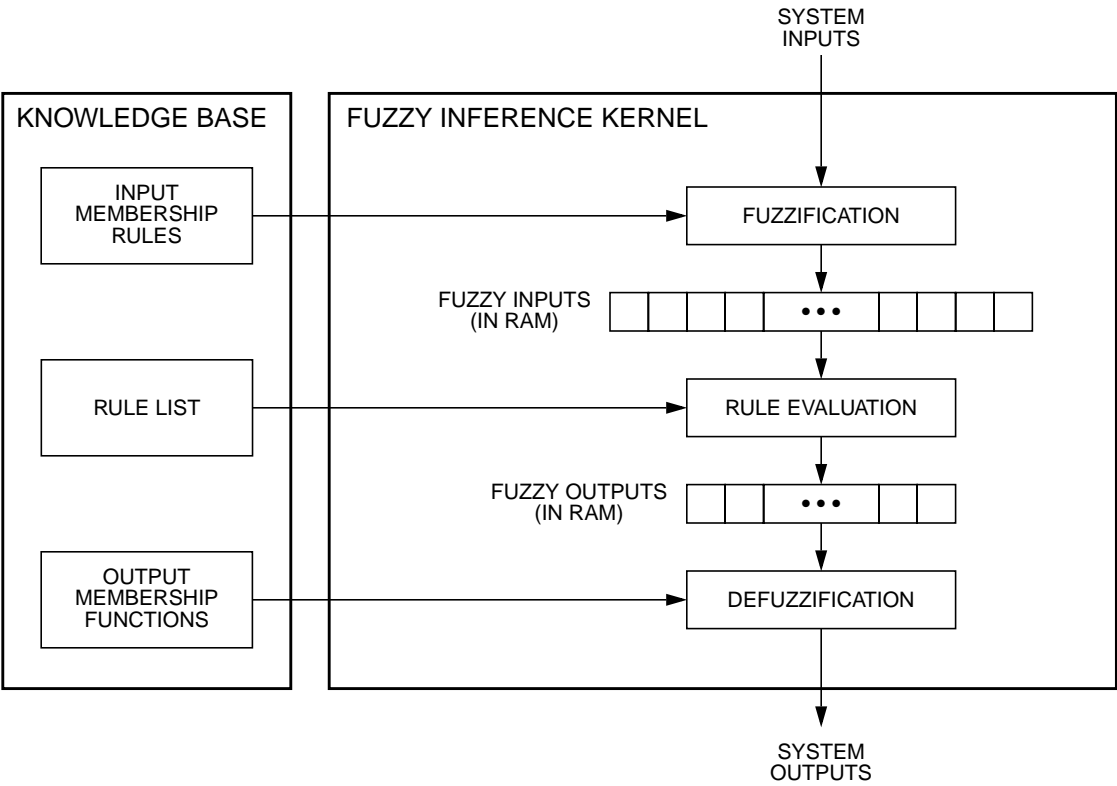 SYSTEM
INPUTS
KNOWLEDGE BASE
FUZZY INFERENCE KERNEL
INPUT
MEMBERSHIP
RULES
FUZZIFICATION
FUZZY INPUTS
(IN RAM)
•••
RULE LIST
RULE EVALUATION
FUZZY OUTPUTS
(IN RAM)
•••
OUTPUT
MEMBERSHIP
FUNCTIONS
DEFUZZIFICATION
SYSTEM
OUTPUTS